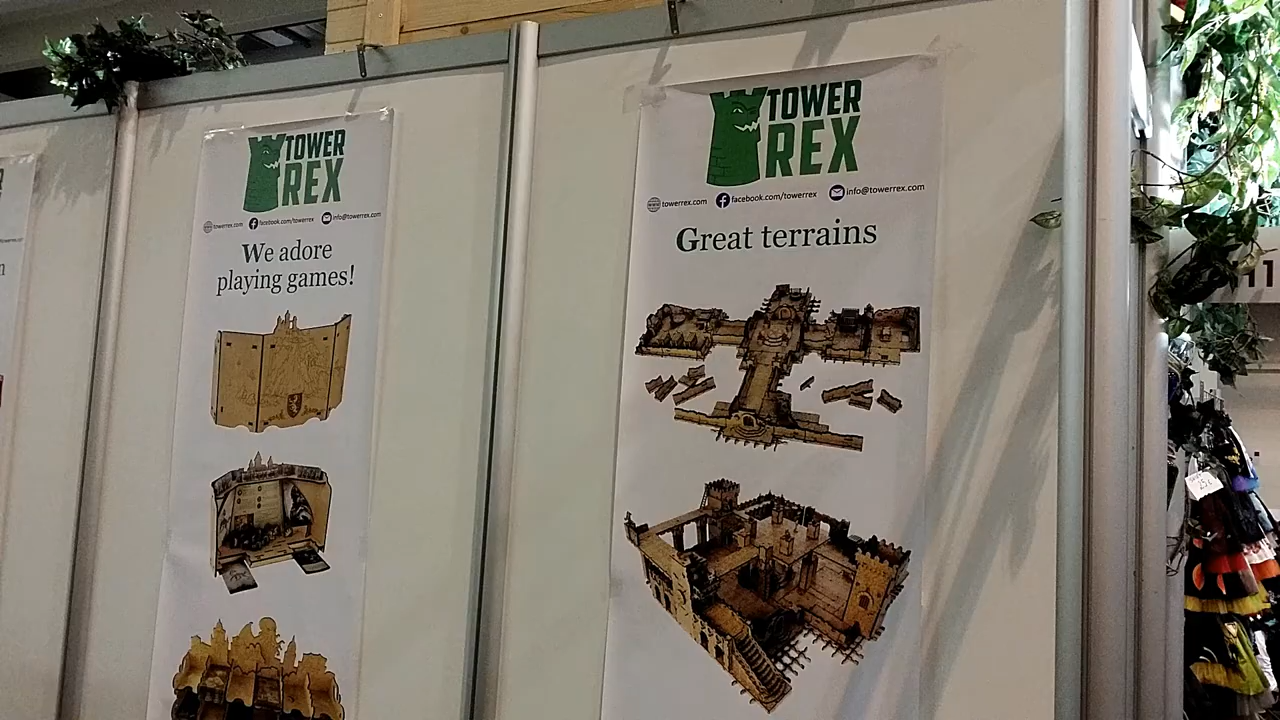 TOWER
REX
towerrex.com facebook.com/towerrex info@towerrex.com
We adore
playing games!
TOWER
REX
towerrex.com facebook.com/towerrex info@towerrex.com
Great terrains